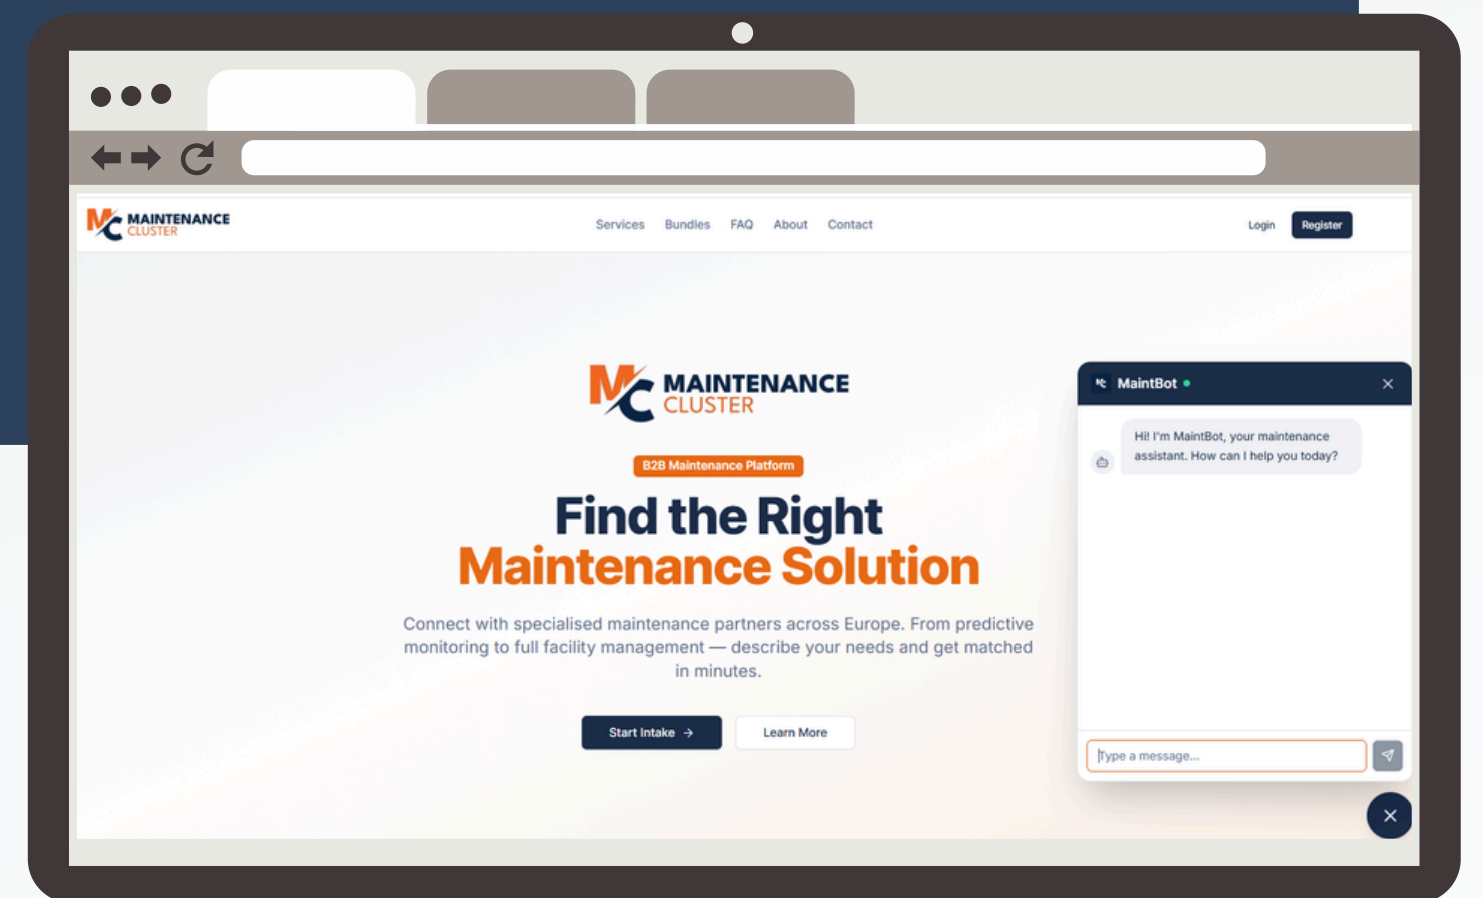 MAINTENANCE
CLUSTER
Services Bundles FAQ About Contact
Login Register
MAINTENANCE
CLUSTER
B2B Maintenance Platform
Find the Right
Maintenance Solution
Connect with specialised maintenance partners across Europe. From predictive
monitoring to full facility management — describe your needs and get matched
in minutes.
Start Intake →
Learn More
MaintBot
Hi! I'm MaintBot, your maintenance
assistant. How can I help you today?
Type a message...